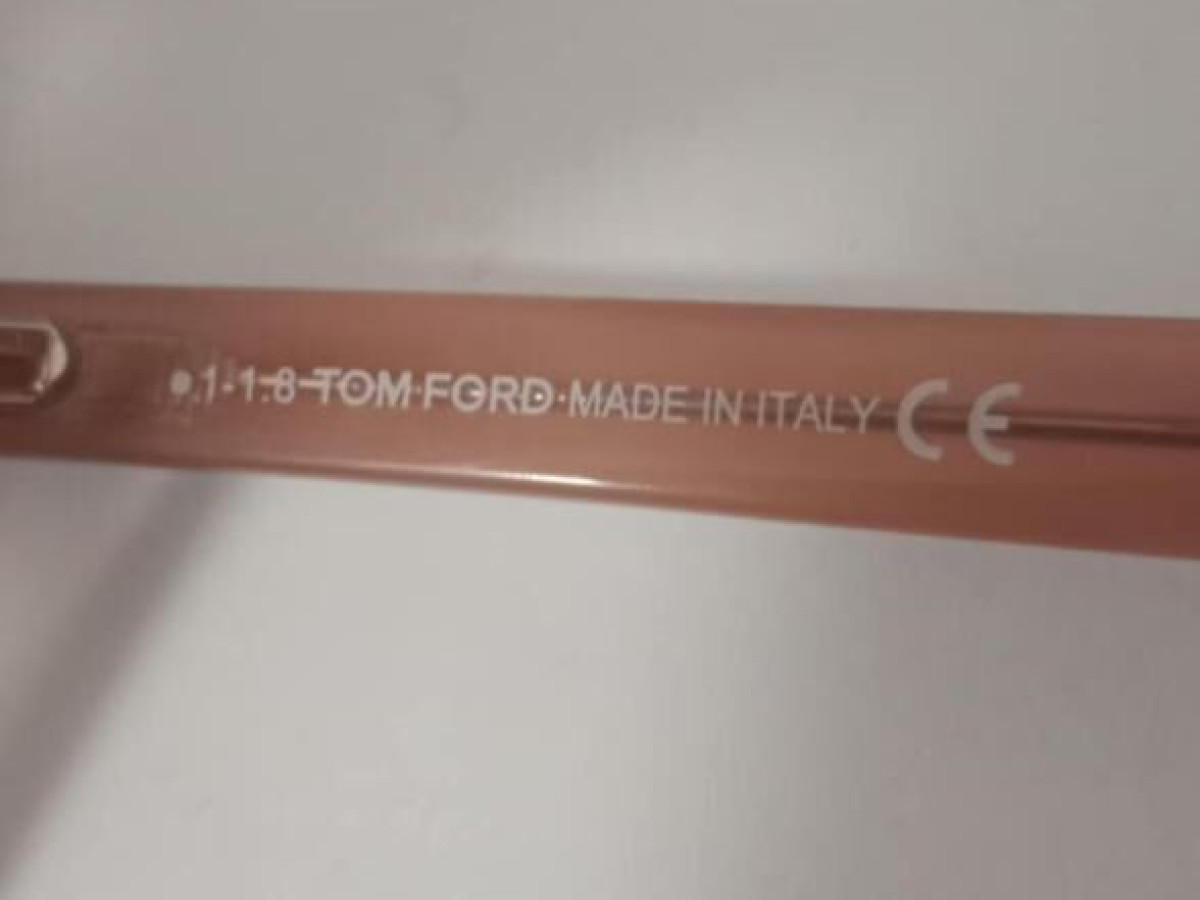 ●1-1.8-TOM FORD·MADE IN ITALY CE